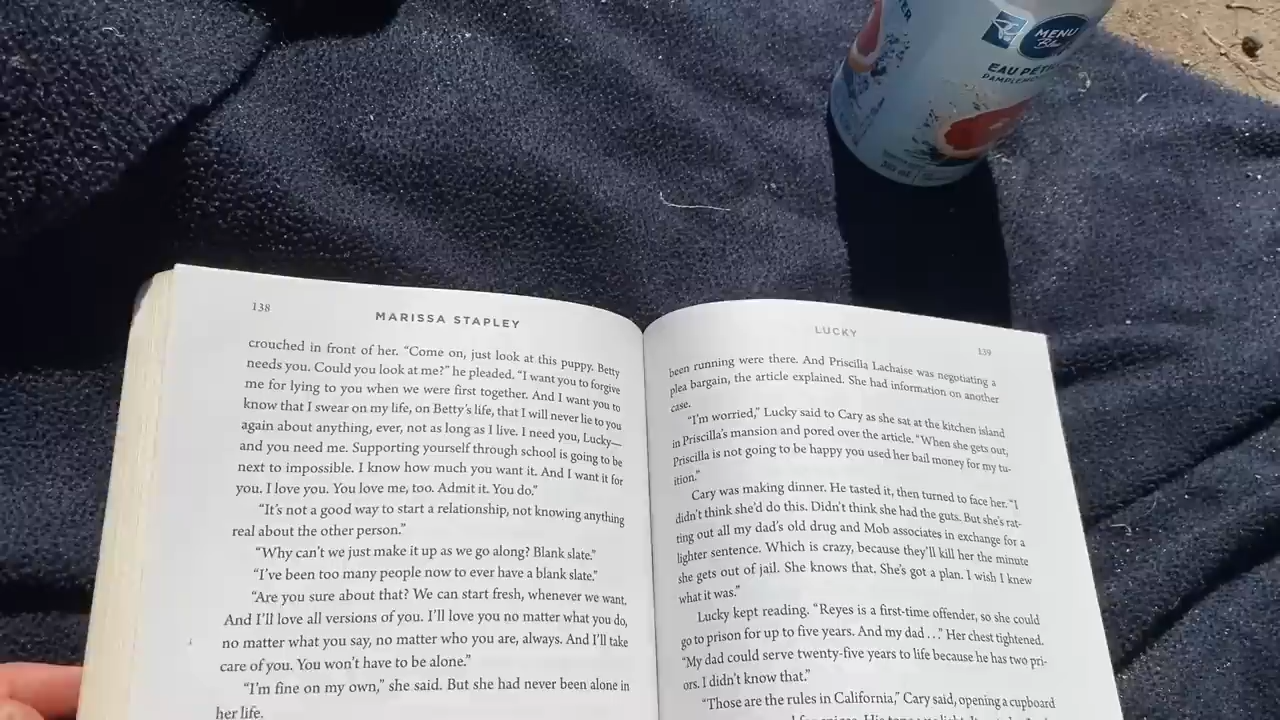 TER
MENU
Bleu
EAU PÉT
PAMPLEMO
355 mL
138
MARISSA STAPLEY
crouched in front of her. “Come on, just look at this puppy. Betty
needs you. Could you look at me?” he pleaded. “I want you to forgive
me for lying to you when we were first together. And I want you to
know that I swear on my life, on Betty’s life, that I will never lie to you
again about anything, ever, not as long as I live. I need you, Lucky—
and you need me. Supporting yourself through school is going to be
next to impossible. I know how much you want it. And I want it for
you. I love you. You love me, too. Admit it. You do.”
“It’s not a good way to start a relationship, not knowing anything
real about the other person.”
“Why can’t we just make it up as we go along? Blank slate.”
“I’ve been too many people now to ever have a blank slate.”
“Are you sure about that? We can start fresh, whenever we want.
And I’ll love all versions of you. I’ll love you no matter what you do,
no matter what you say, no matter who you are, always. And I’ll take
care of you. You won’t have to be alone.”
“I’m fine on my own,” she said. But she had never been alone in
her life.
LUCKY
139
been running were there. And Priscilla Lachaise was negotiating a
plea bargain, the article explained. She had information on another
case.
“I’m worried,” Lucky said to Cary as she sat at the kitchen island
in Priscilla’s mansion and pored over the article. “When she gets out,
Priscilla is not going to be happy you used her bail money for my tu-
ition.”
Cary was making dinner. He tasted it, then turned to face her. “I
didn’t think she’d do this. Didn’t think she had the guts. But she’s rat-
ting out all my dad’s old drug and Mob associates in exchange for a
lighter sentence. Which is crazy, because they’ll kill her the minute
she gets out of jail. She knows that. She’s got a plan. I wish I knew
what it was.”
Lucky kept reading. “Reyes is a first-time offender, so she could
go to prison for up to five years. And my dad . . .” Her chest tightened.
“My dad could serve twenty-five years to life because he has two pri-
ors. I didn’t know that.”
“Those are the rules in California,” Cary said, opening a cupboard